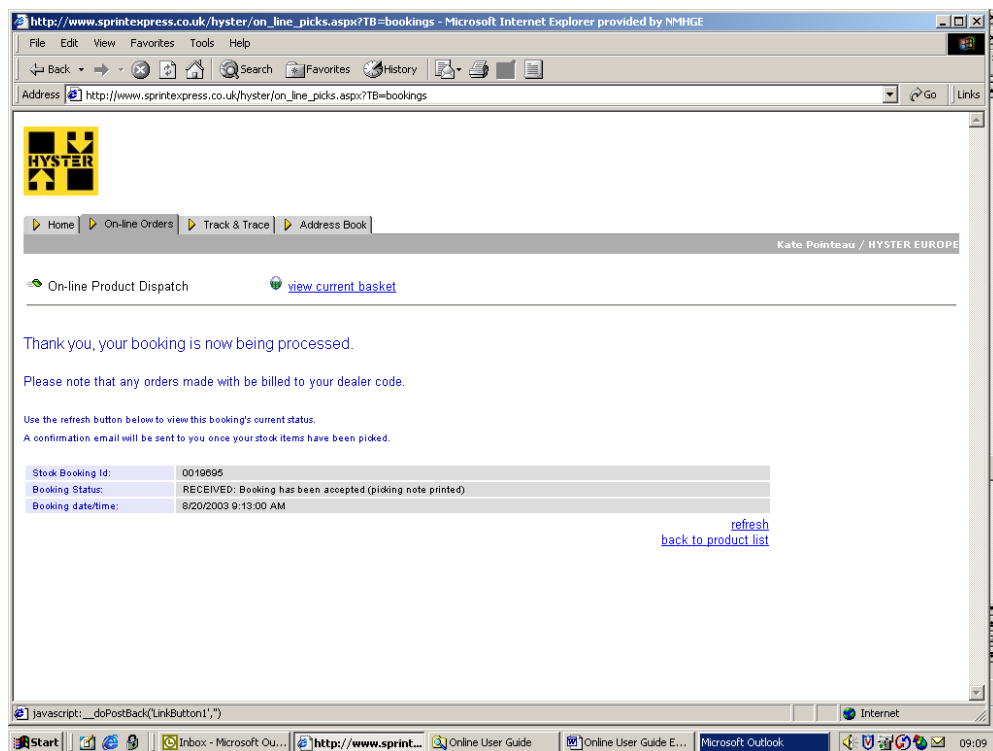 http://www.sprintexpress.co.uk/hyster/on_line_picks.aspx?TB=bookings - Microsoft Internet Explorer provided by NMHGE
File Edit View Favorites Tools Help
Back Search Favorites History
Address http://www.sprintexpress.co.uk/hyster/on_line_picks.aspx?TB=bookings Go Links
HYSTER
Home On-line Orders Track & Trace Address Book
Kate Pointeau / HYSTER EUROPE
On-line Product Dispatch view current basket
Thank you, your booking is now being processed.
Please note that any orders made with be billed to your dealer code.
Use the refresh button below to view this booking's current status.
A confirmation email will be sent to you once your stock items have been picked.
Stock Booking Id: 0019695
Booking Status: RECEIVED: Booking has been accepted (picking note printed)
Booking date/time: 8/20/2003 9:13:00 AM
refresh
back to product list
javascript:__doPostBack('LinkButton1','') Internet
Start Inbox - Microsoft Ou... http://www.sprint... Online User Guide Online User Guide E... Microsoft Outlook 09:09